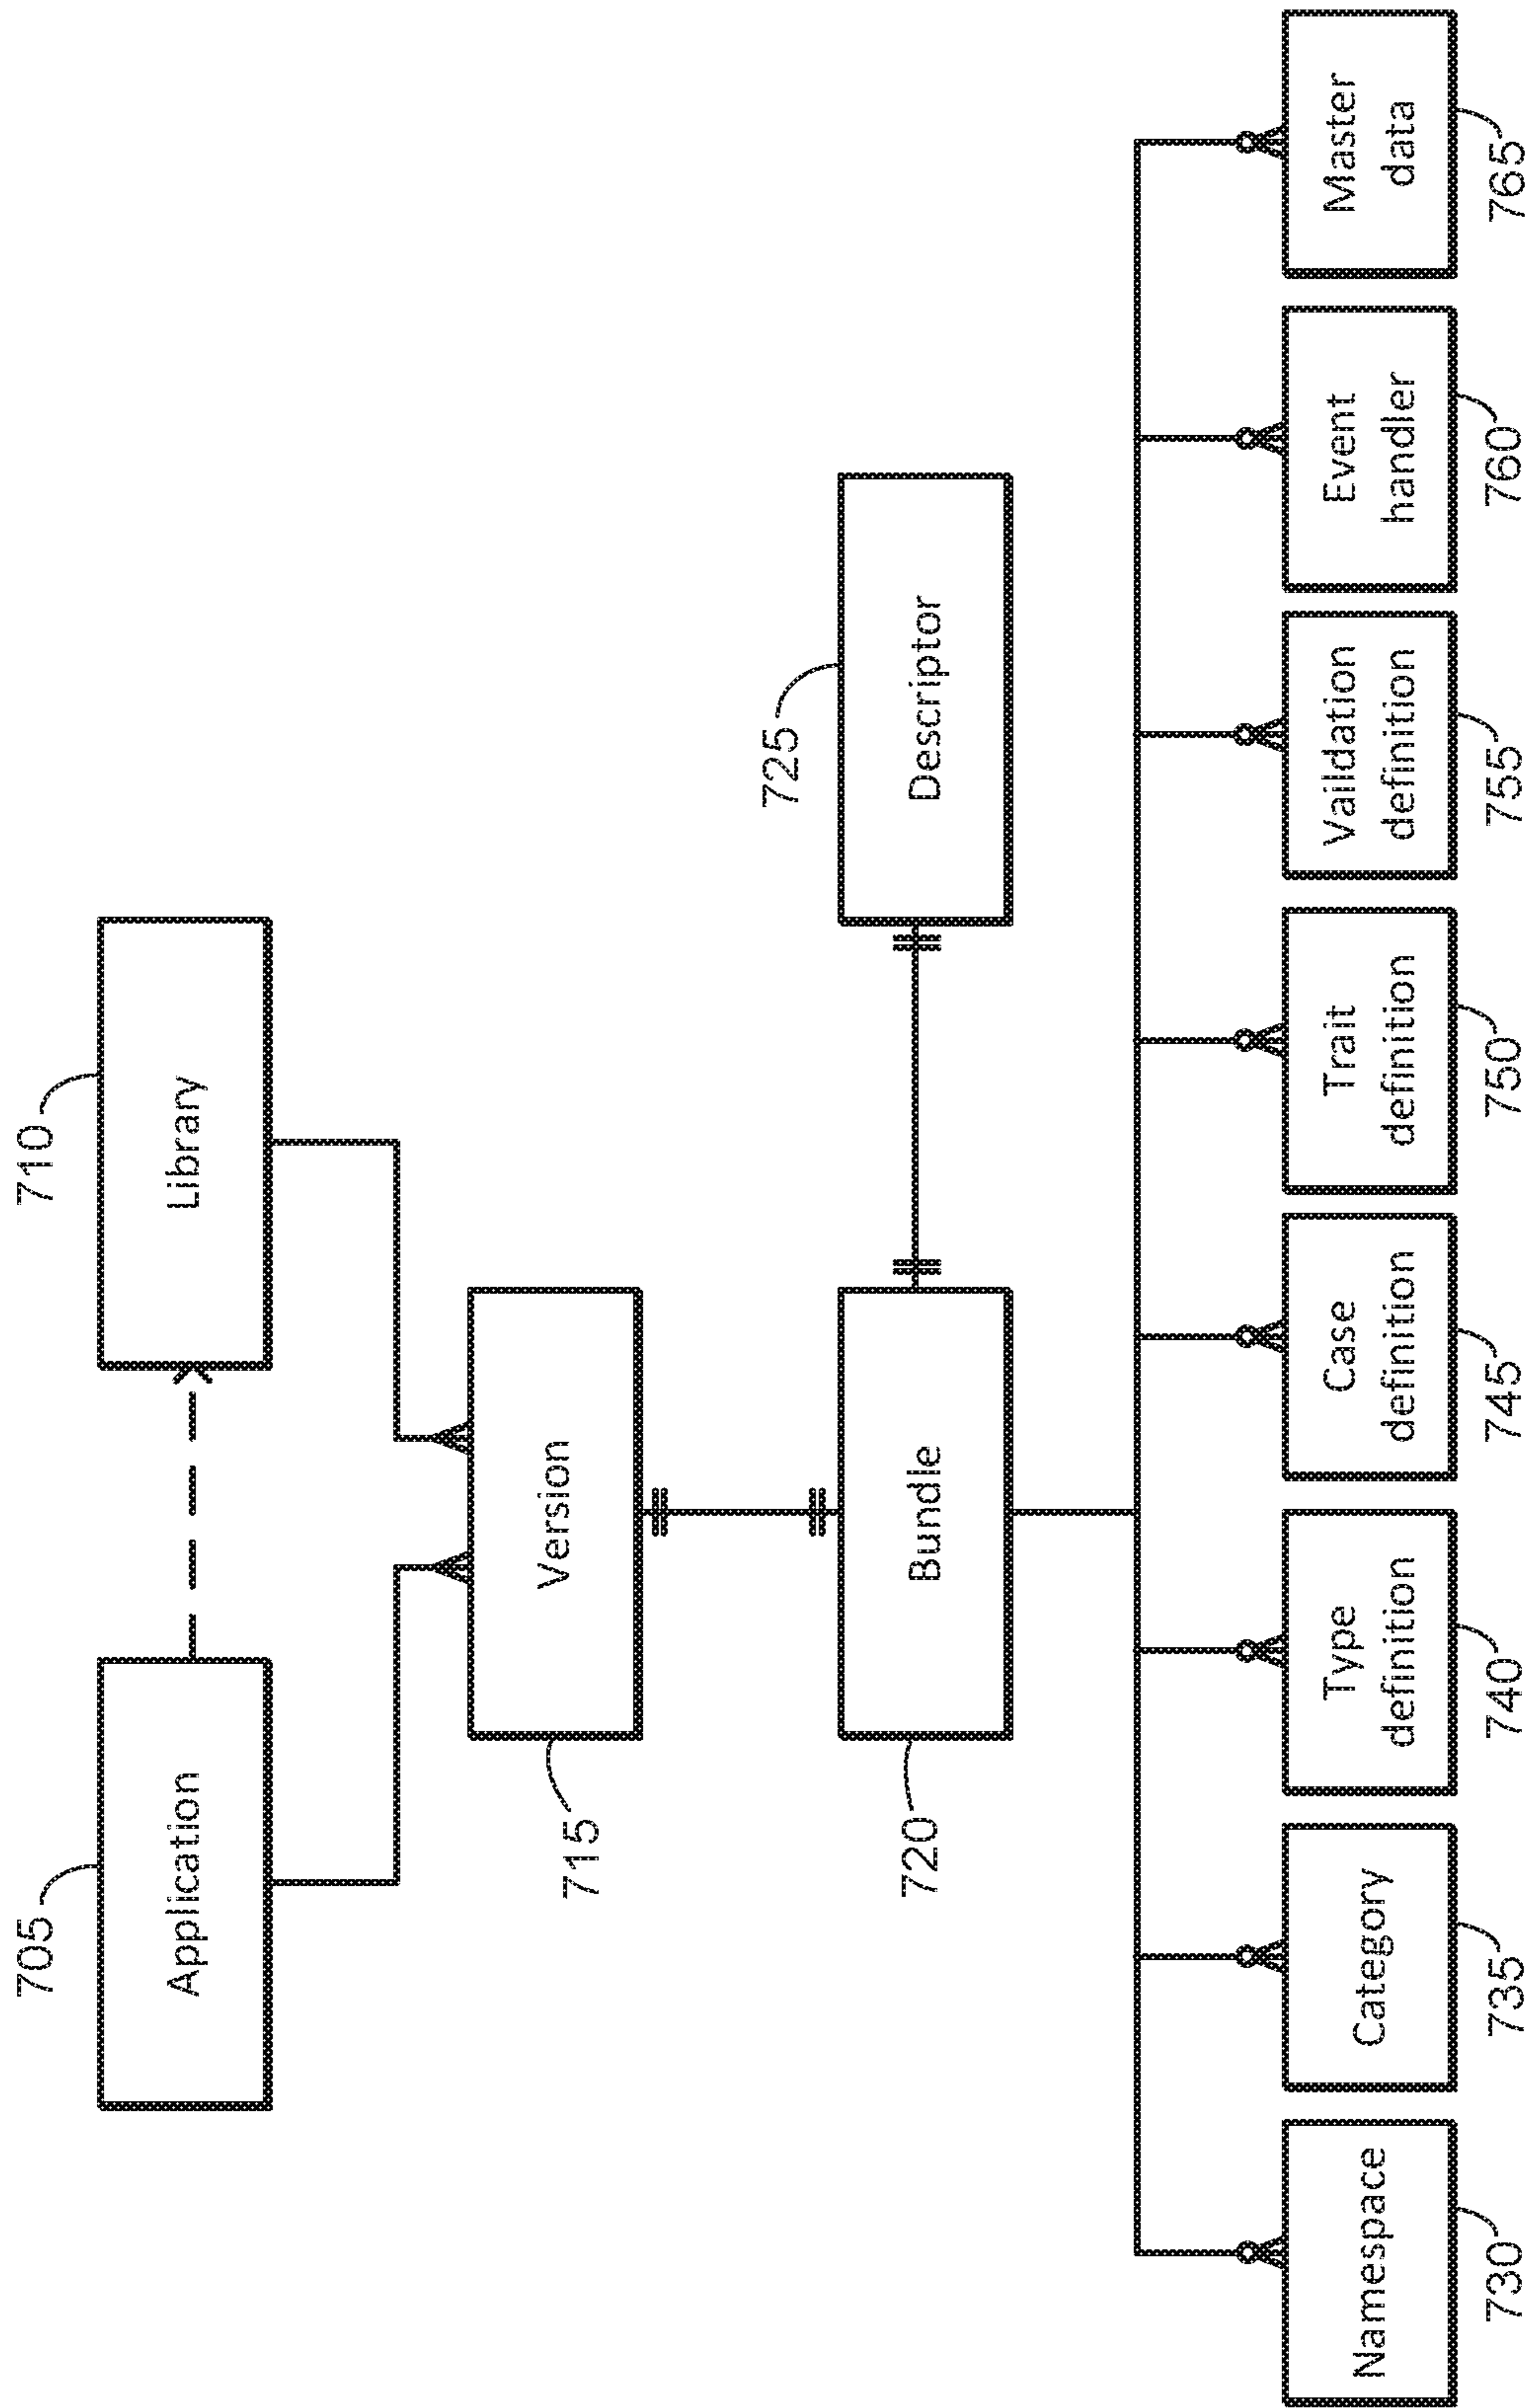 705
Application
710
Library
Version
715
725
Bundle
Descriptor
720
Namespace
Category
Type
definition
Case
definition
Trait
definition
Vaildation
definition
Event
handler
Master
data
730
735
740
745
750
755
760
765